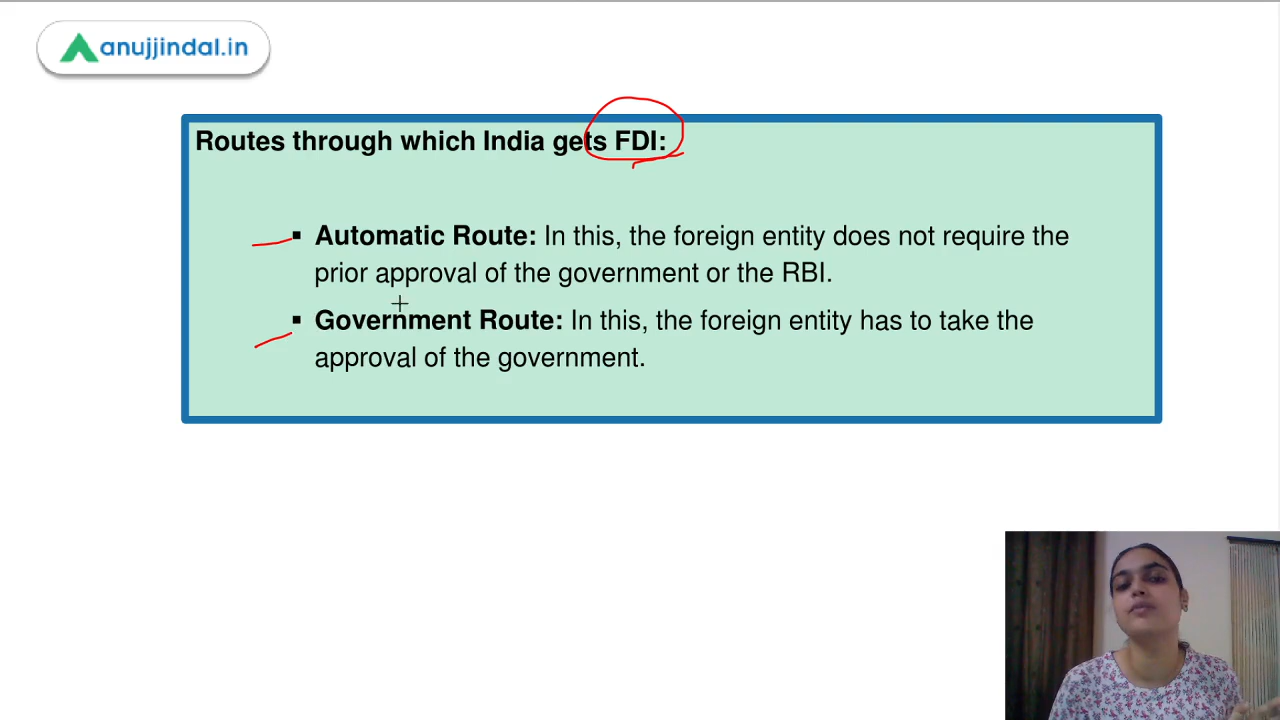 anujjindal.in
Routes through which India gets FDI:
▪ Automatic Route: In this, the foreign entity does not require the
prior approval of the government or the RBI.
▪ Government Route: In this, the foreign entity has to take the
approval of the government.